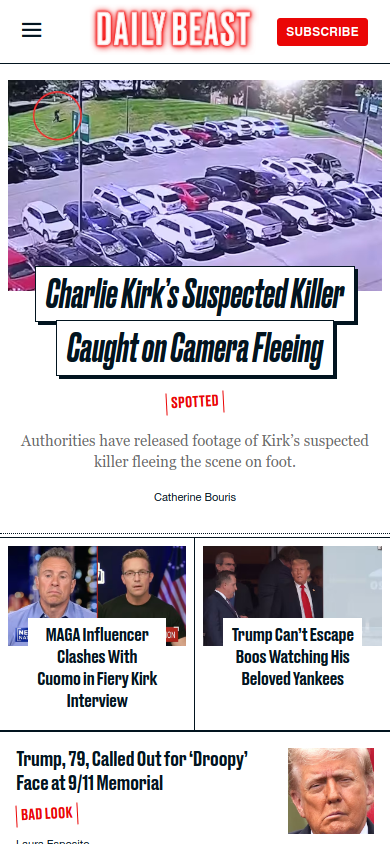 DAILY BEAST
SUBSCRIBE
Charlie Kirk's Suspected Killer
Caught on Camera Fleeing
SPOTTED
Authorities have released footage of Kirk's suspected
killer fleeing the scene on foot.
Catherine Bouris
MAGA Influencer
Clashes With
Cuomo in Fiery Kirk
Interview
Trump Can't Escape
Boos Watching His
Beloved Yankees
Trump, 79, Called Out for 'Droopy'
Face at 9/11 Memorial
BAD LOOK